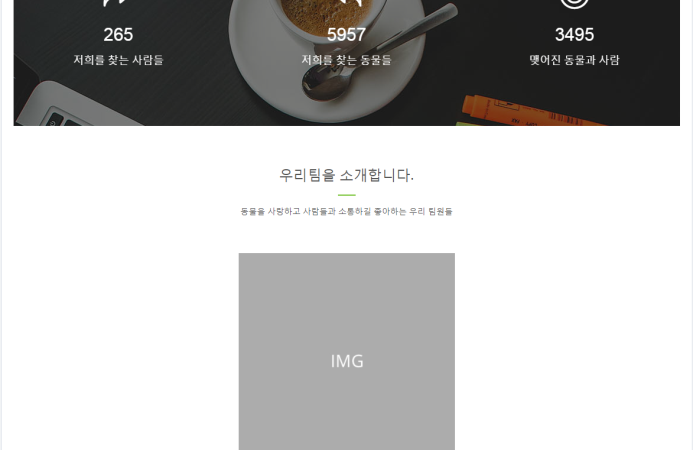 265
5957
3495
저희를 찾는 사람들
저희를 찾는 동물들
맺어진 동물과 사람
우리팀을 소개합니다.
동물을 사랑하고 사람들과 소통하길 좋아하는 우리 팀원들
IMG